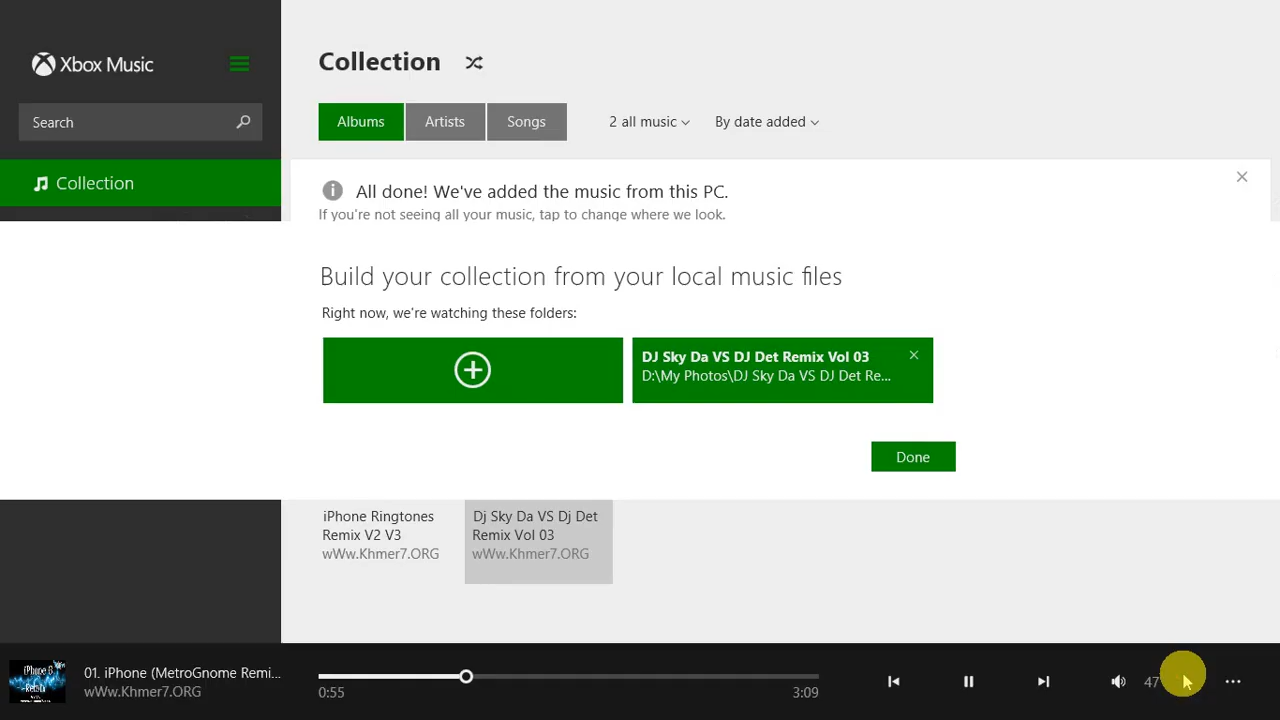 Xbox Music
Search
Collection
Collection
Albums
Artists
Songs
2 all music
By date added
All done! We've added the music from this PC.
If you're not seeing all your music, tap to change where we look.
Build your collection from your local music files
Right now, we're watching these folders:
DJ Sky Da VS DJ Det Remix Vol 03
D:\My Photos\DJ Sky Da VS DJ Det Re...
Done
iPhone Ringtones
Remix V2 V3
wWw.Khmer7.ORG
Dj Sky Da VS Dj Det
Remix Vol 03
wWw.Khmer7.ORG
01. iPhone (MetroGnome Remi...
wWw.Khmer7.ORG
0:55
3:09
47